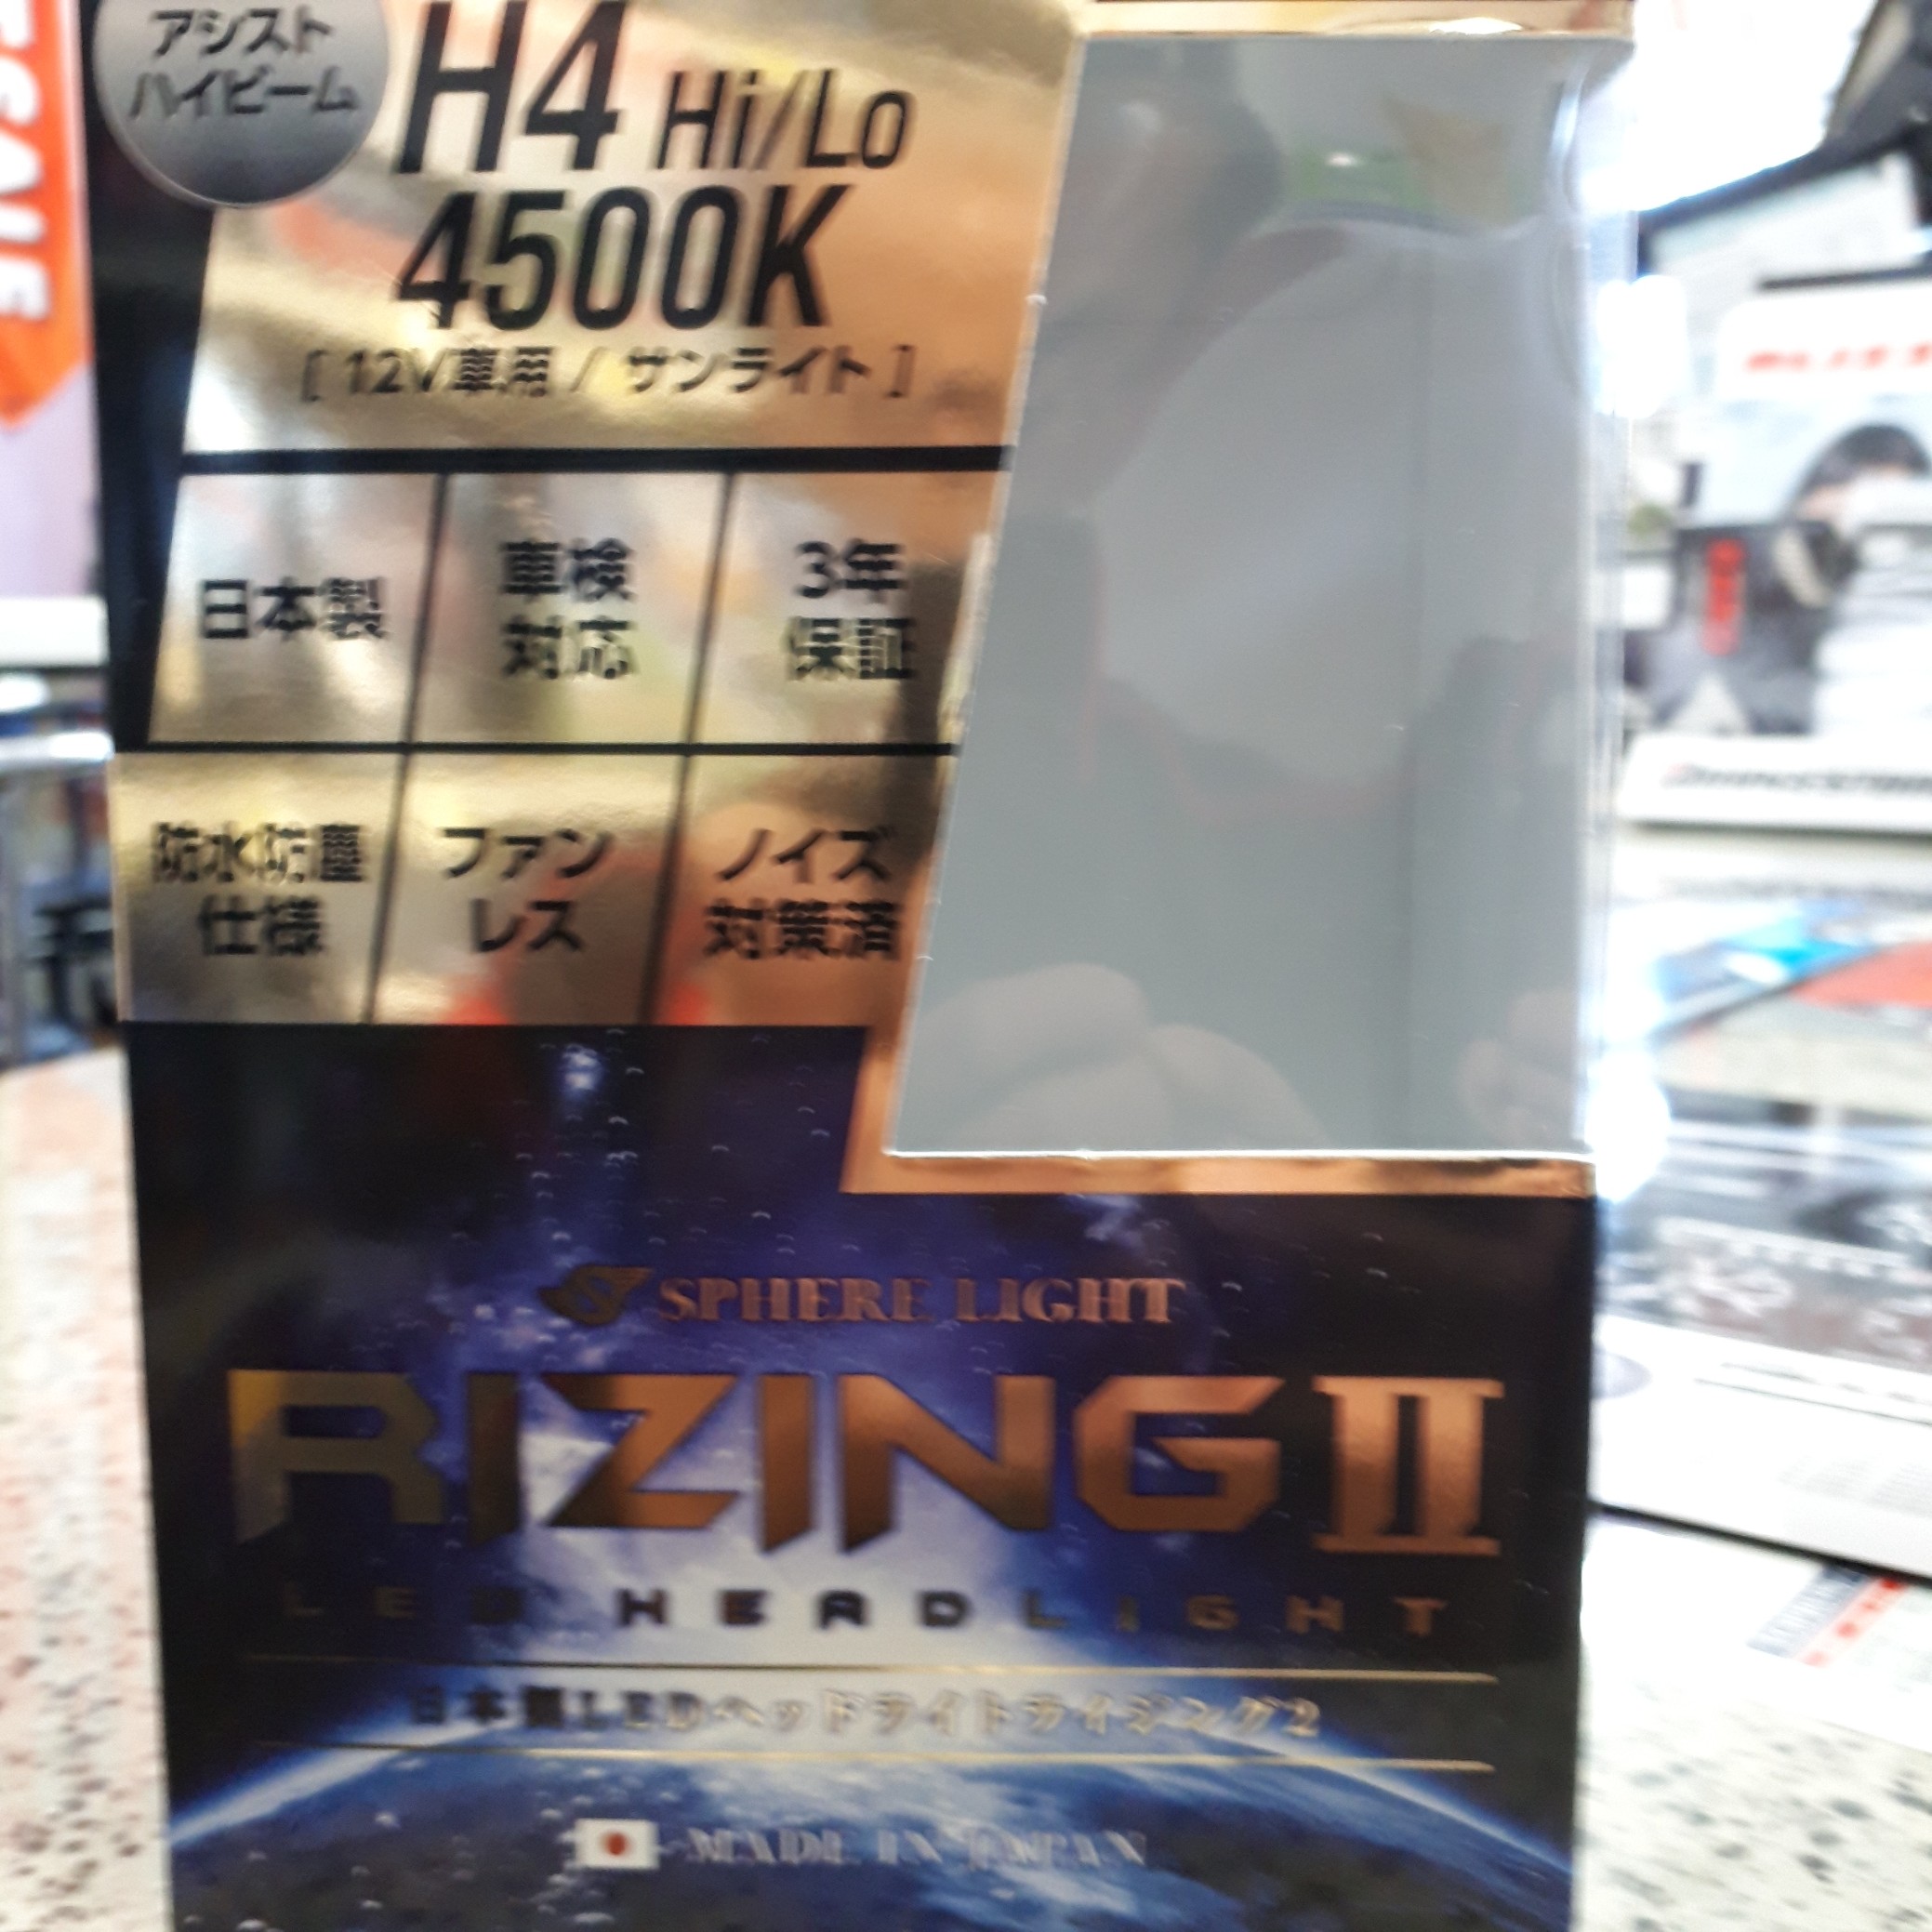 アシスト
ハイビーム
H4 Hi/Lo
4500K
[ 12V車用 / サンライト ]
日本製
車検
対応
3年
保証
防水防塵
仕様
ファン
レス
ノイズ
対策済
SPHERE LIGHT
RIZING II
LED HEADLIGHT
日本製LEDヘッドライトライジング2
MADE IN JAPAN